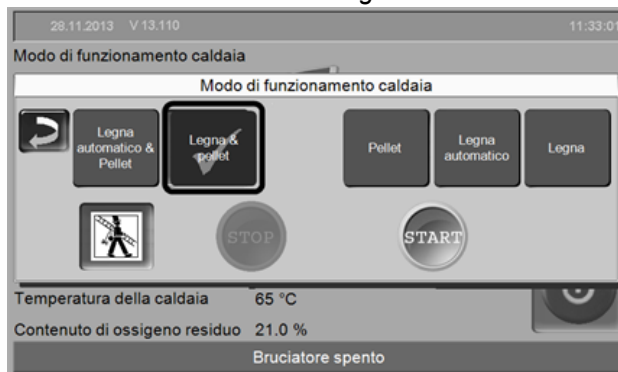 28.11.2013 V 13.110 11:33:01
Modo di funzionamento caldaia
Modo di funzionamento caldaia
Legna automatico & Pellet
Legna & pellet
Pellet
Legna automatico
Legna
STOP
START
Temperatura della caldaia 65 °C
Contenuto di ossigeno residuo 21.0 %
Bruciatore spento